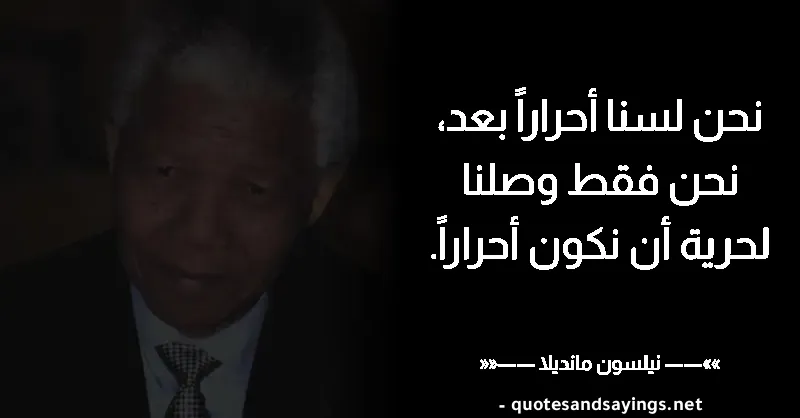 نحن لسنا أحراراً بعد،
نحن فقط وصلنا
لحرية أن نكون أحراراً.
»—— نيلسون مانديلا ——««
- quotesandsayings.net